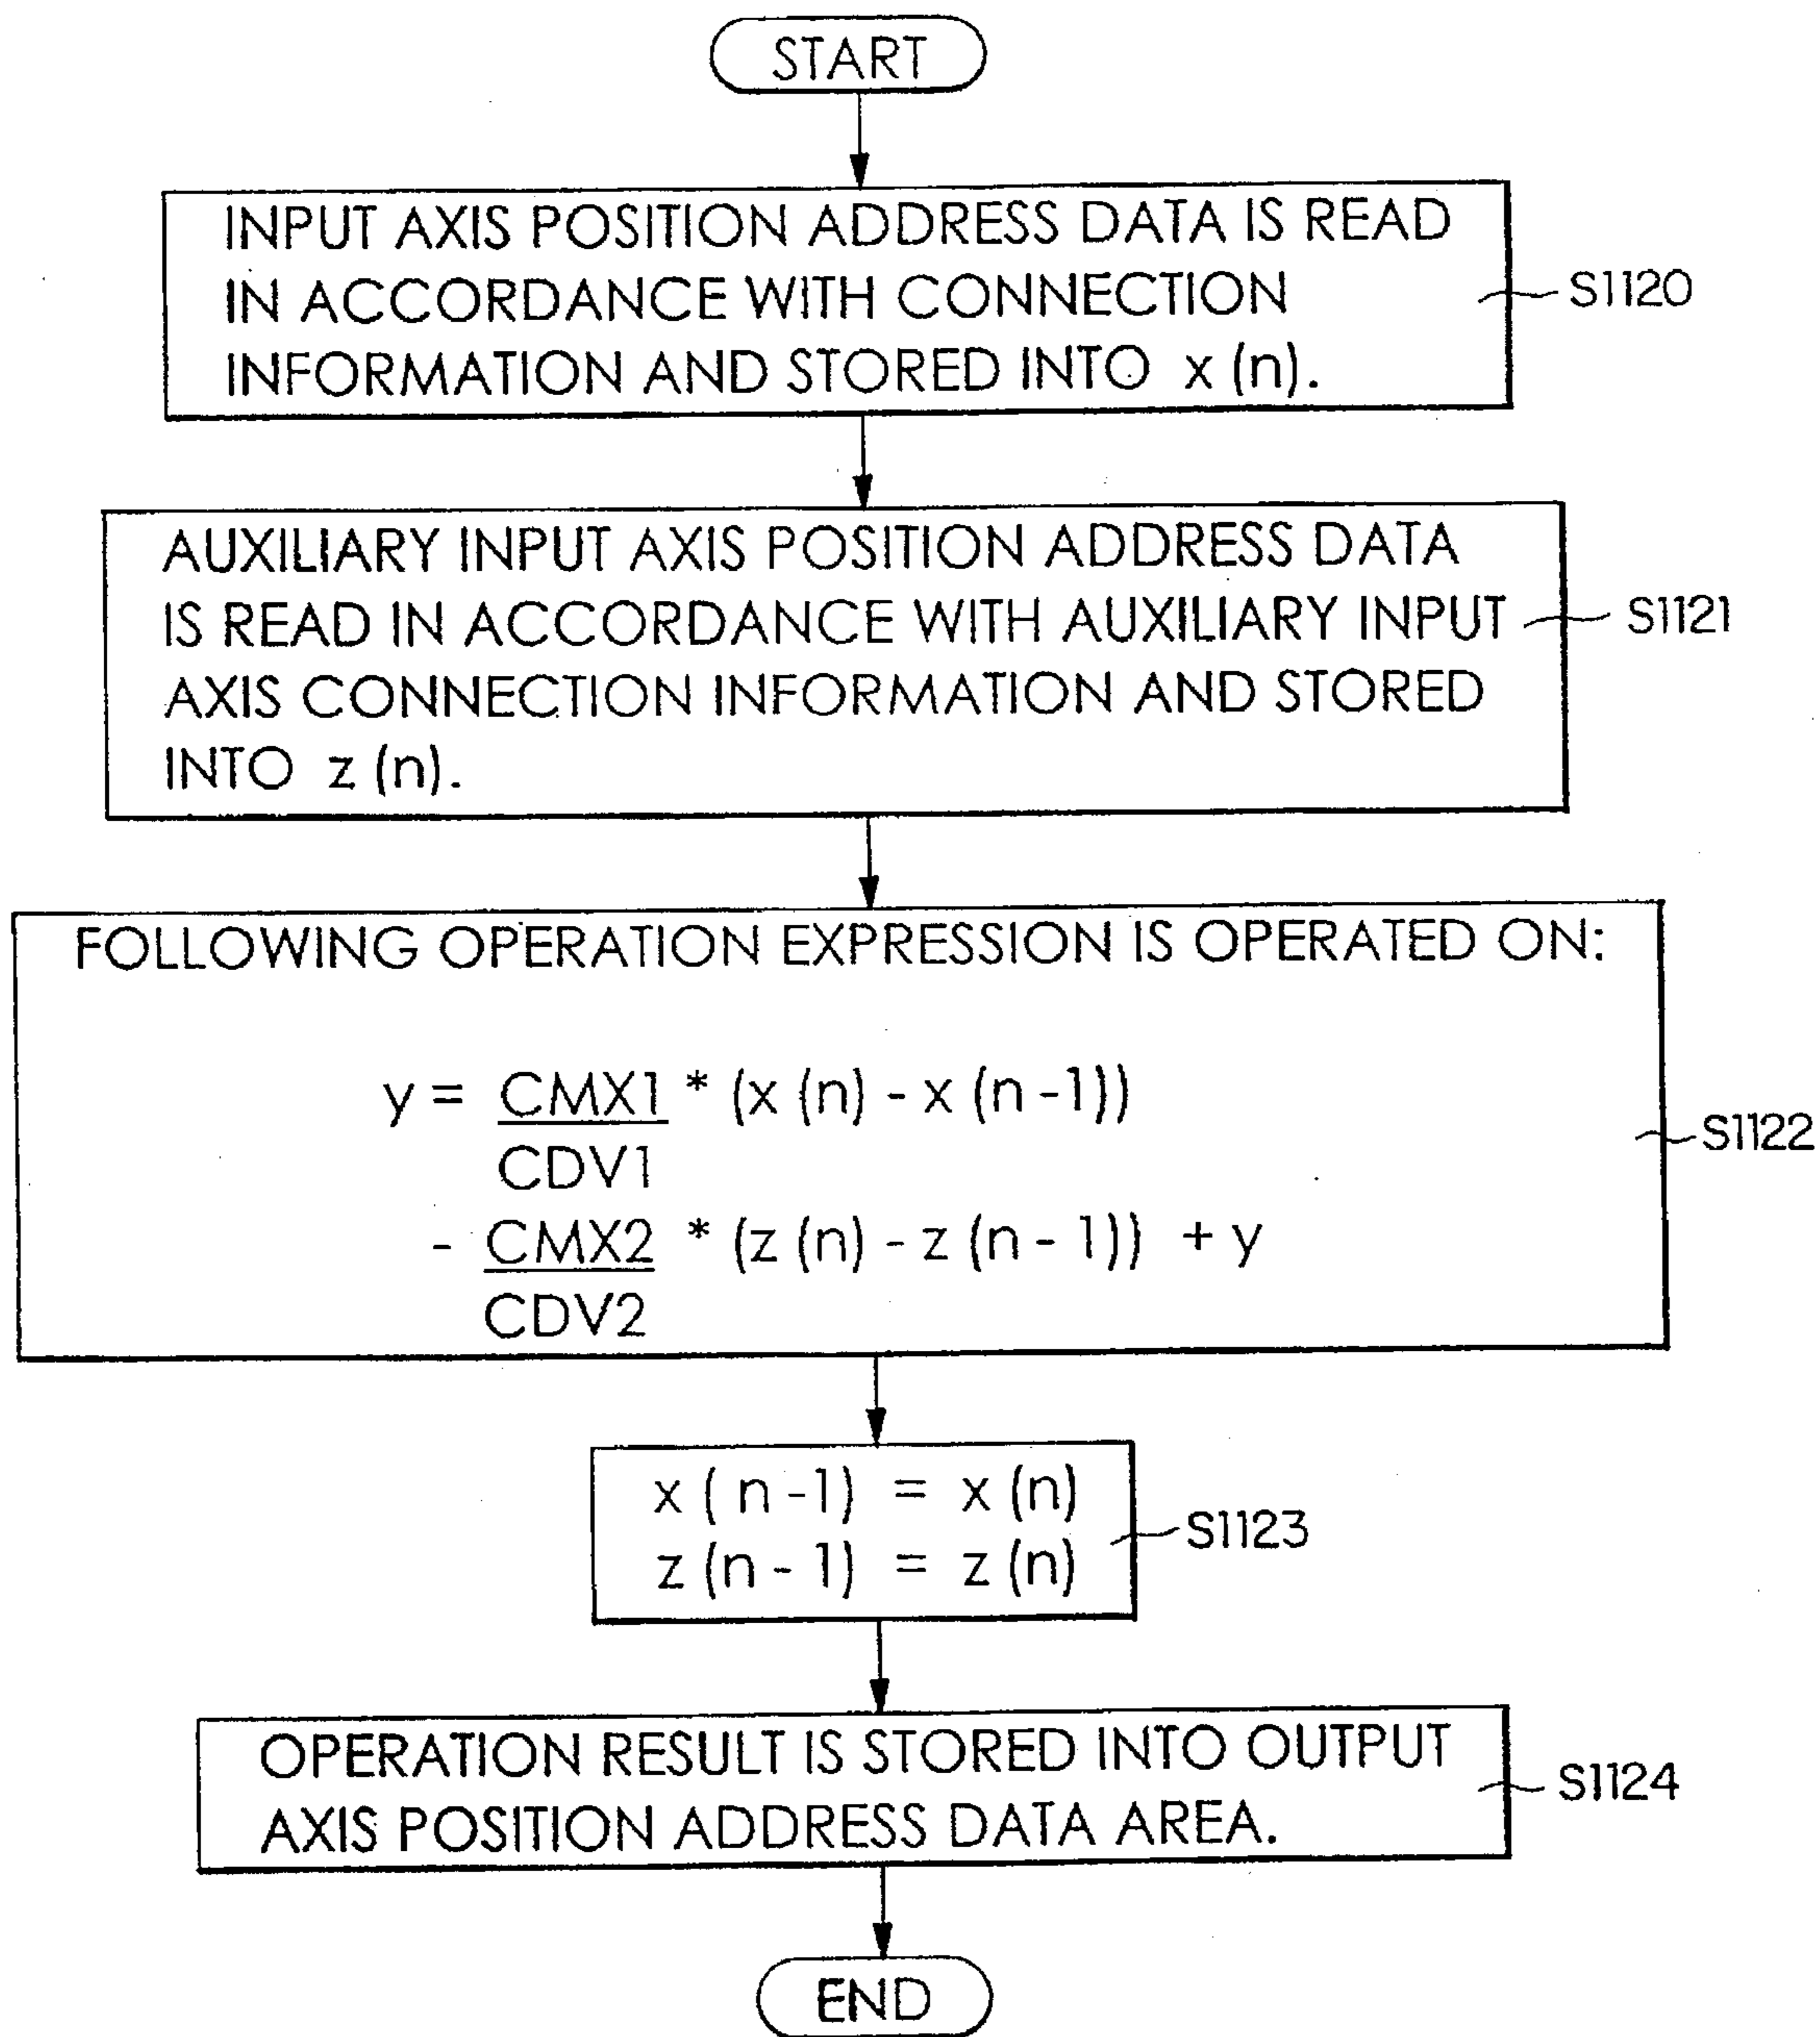 START
INPUT AXIS POSITION ADDRESS DATA IS READ
IN ACCORDANCE WITH CONNECTION
INFORMATION AND STORED INTO x (n).
S1120
AUXILIARY INPUT AXIS POSITION ADDRESS DATA
IS READ IN ACCORDANCE WITH AUXILIARY INPUT
AXIS CONNECTION INFORMATION AND STORED
INTO z (n).
S1121
FOLLOWING OPERATION EXPRESSION IS OPERATED ON:
y = CMX1 * (x (n) - x (n-1))
CDV1
- CMX2 * (z (n) - z (n - 1)) + y
CDV2
S1122
x ( n -1) = x (n)
z (n - 1) = z (n)
S1123
OPERATION RESULT IS STORED INTO OUTPUT
AXIS POSITION ADDRESS DATA AREA.
S1124
END